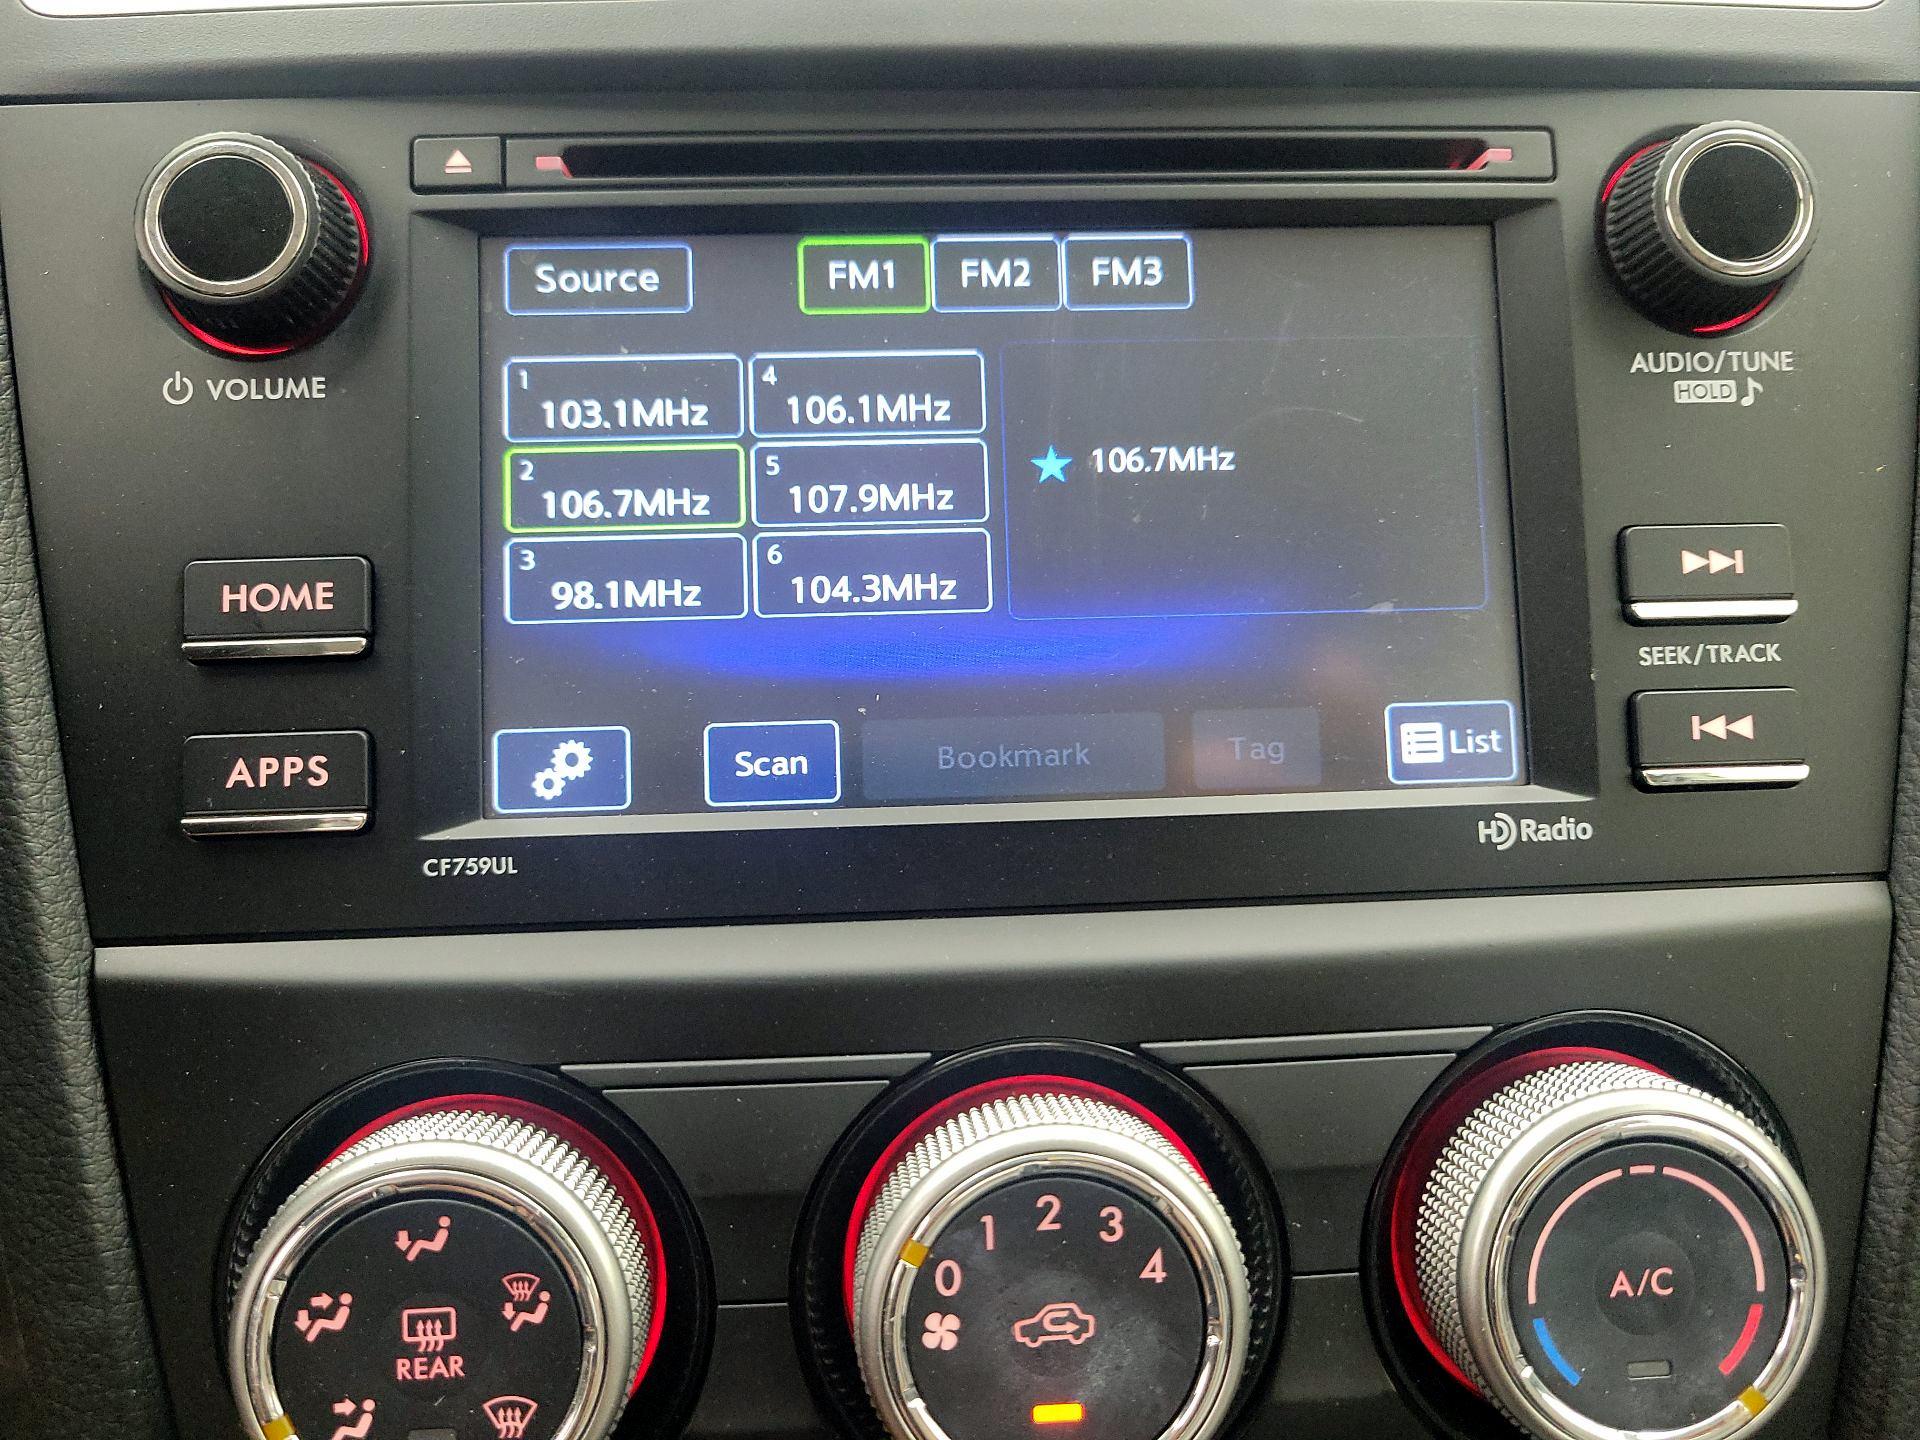 Source
FM1
FM2
FM3
VOLUME
AUDIO/TUNE
HOLD
1
103.1MHz
4
106.1MHz
2
106.7MHz
5
107.9MHz
3
98.1MHz
6
104.3MHz
★ 106.7MHz
HOME
APPS
SEEK/TRACK
Scan
Bookmark
Tag
List
CF759UL
HD Radio
0
1
2
3
4
REAR
A/C